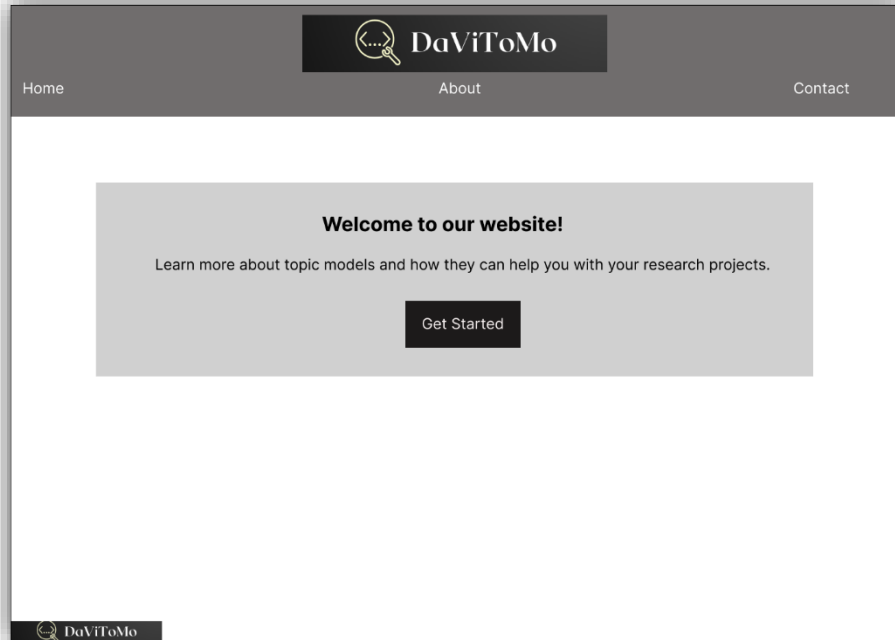 DaViToMo
Home About Contact
Welcome to our website!
Learn more about topic models and how they can help you with your research projects.
Get Started
DaViToMo